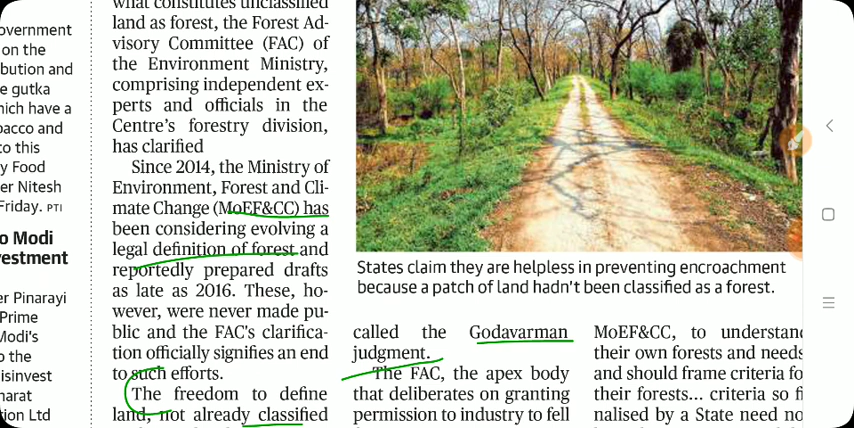 overnment
on the
bution and
e gutka
hich have a
bacco and
to this
y Food
er Nitesh
Friday. PTI
o Modi
vestment
er Pinarayi
Prime
Modi's
o the
isinvest
harat
tion Ltd
what constitutes unclassified
land as forest, the Forest Ad-
visory Committee (FAC) of
the Environment Ministry,
comprising independent ex-
perts and officials in the
Centre's forestry division,
has clarified
Since 2014, the Ministry of
Environment, Forest and Cli-
mate Change (MoEF&CC) has
been considering evolving a
legal definition of forest and
reportedly prepared drafts
as late as 2016. These, ho-
wever, were never made pu-
blic and the FAC's clarifica-
tion officially signifies an end
to such efforts.
The freedom to define
land, not already classified
States claim they are helpless in preventing encroachment
because a patch of land hadn't been classified as a forest.
called the Godavarman
judgment.
The FAC, the apex body
that deliberates on granting
permission to industry to fell
MoEF&CC, to understand
their own forests and needs
and should frame criteria fo
their forests... criteria so fi
nalised by a State need no